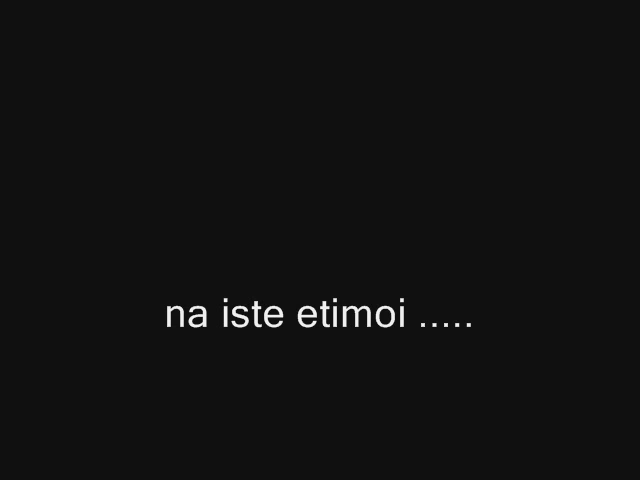 na iste etimoi .....